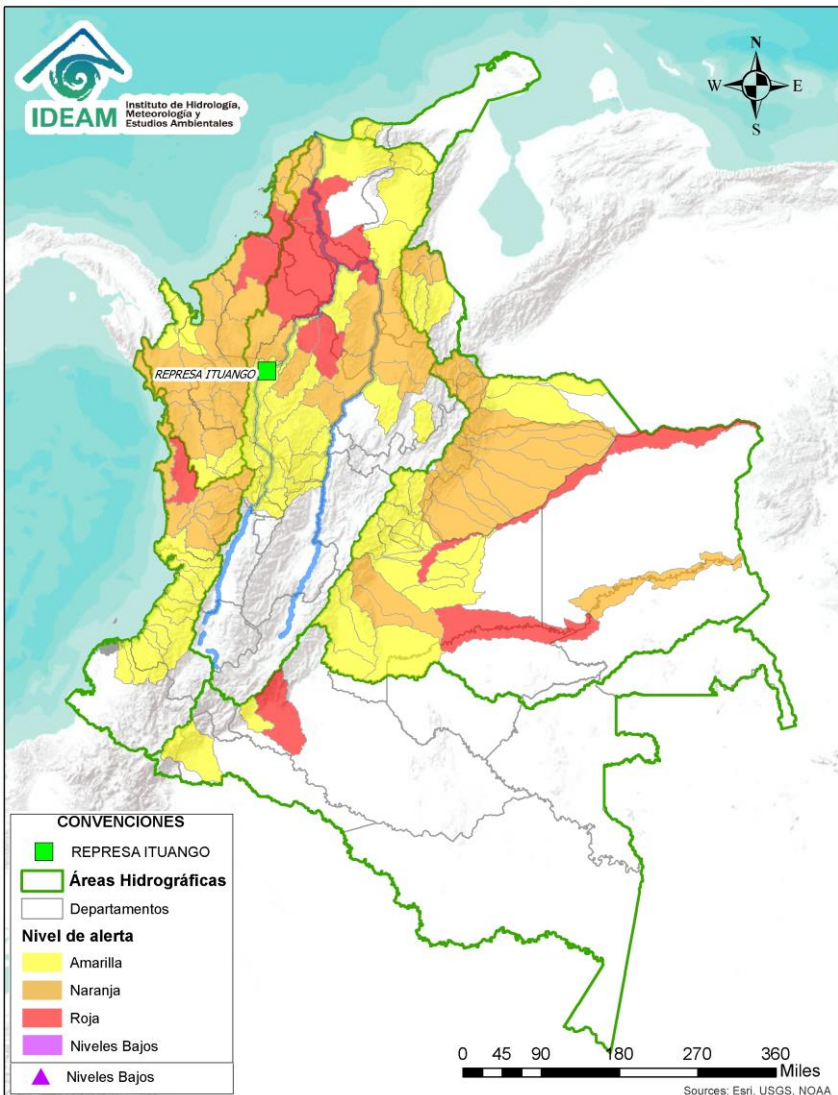 IDEAM
Instituto de Hidrología,
Meteorología y
Estudios Ambientales
N
W
E
S
REPRESA ITUANGO
CONVENCIONES
REPRESA ITUANGO
Áreas Hidrográficas
Departamentos
Nivel de alerta
Amarilla
Naranja
Roja
Niveles Bajos
Niveles Bajos
0 45 90 180 270 360
Miles
Sources: Esri, USGS, NOAA